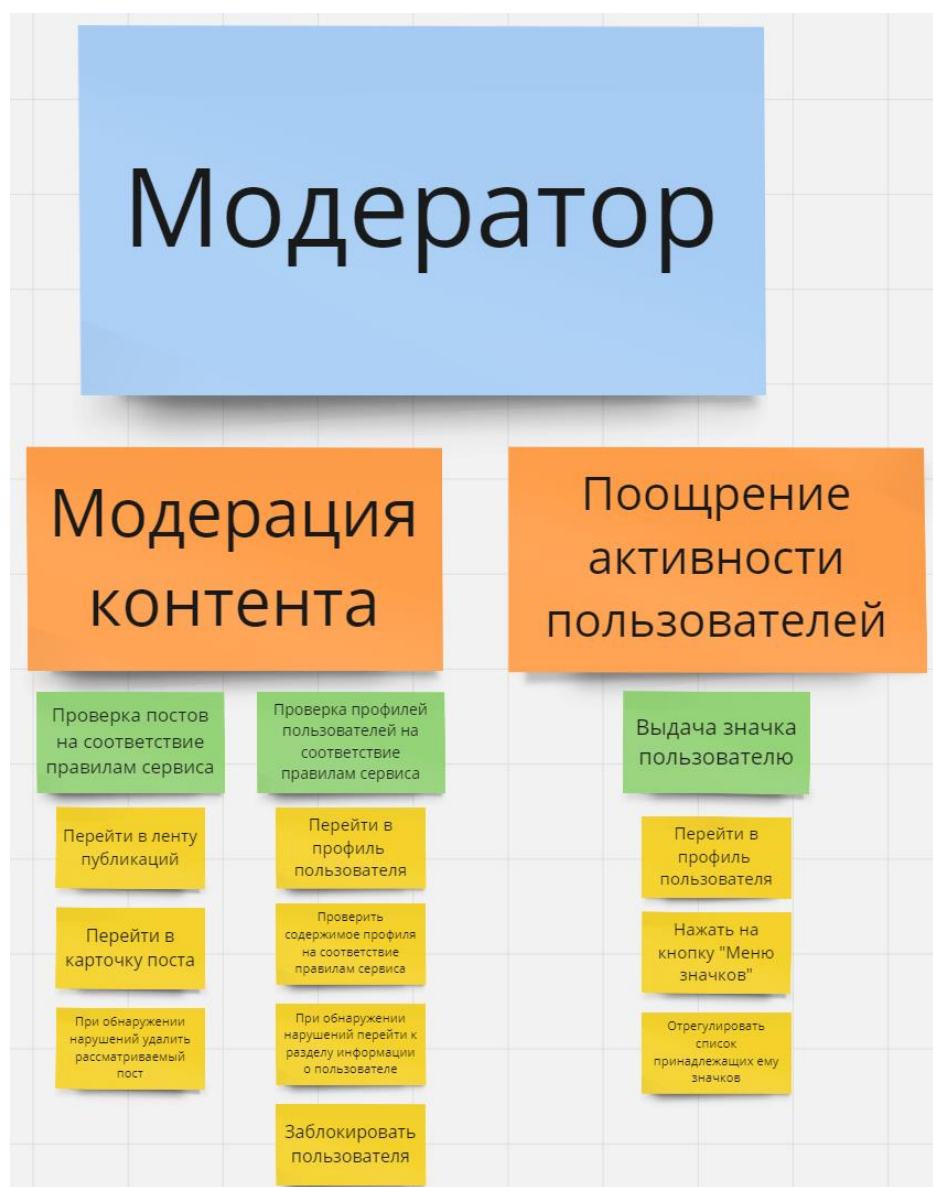 Модератор
Модерация
контента
Поощрение
активности
пользователей
Проверка постов
на соответствие
правилам сервиса
Перейти в ленту
публикаций
Перейти в
карточку поста
При обнаружении
нарушений удалить
рассматриваемый
пост
Проверка профилей
пользователей на
соответствие
правилам сервиса
Перейти в
профиль
пользователя
Проверить
содержимое профиля
на соответствие
правилам сервиса
При обнаружении
нарушений перейти к
разделу информации
о пользователе
Заблокировать
пользователя
Выдача значка
пользователю
Перейти в
профиль
пользователя
Нажать на
кнопку "Меню
значков"
Отрегулировать
список
принадлежащих ему
значков